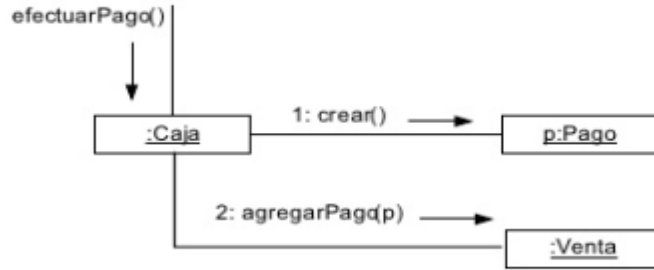 efectuarPago()
1: crear()
:Caja
p:Pago
2: agregarPago(p)
:Venta